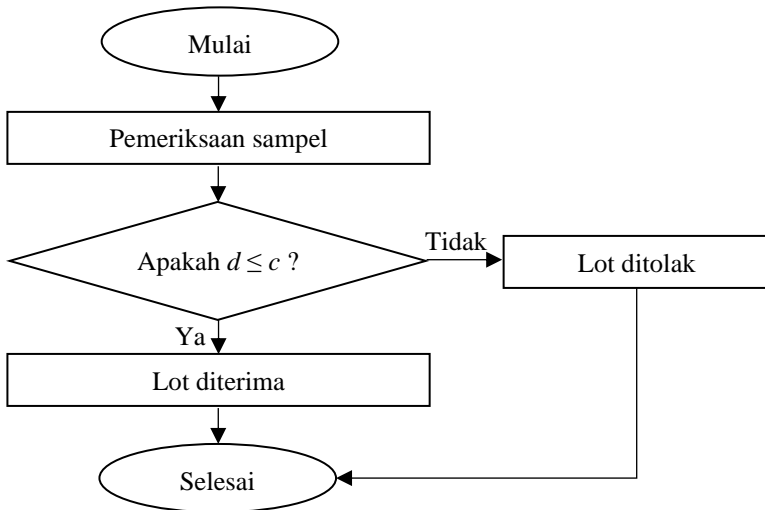 Mulai
Pemeriksaan sampel
Apakah d ≤ c ?
Tidak
Lot ditolak
Ya
Lot diterima
Selesai